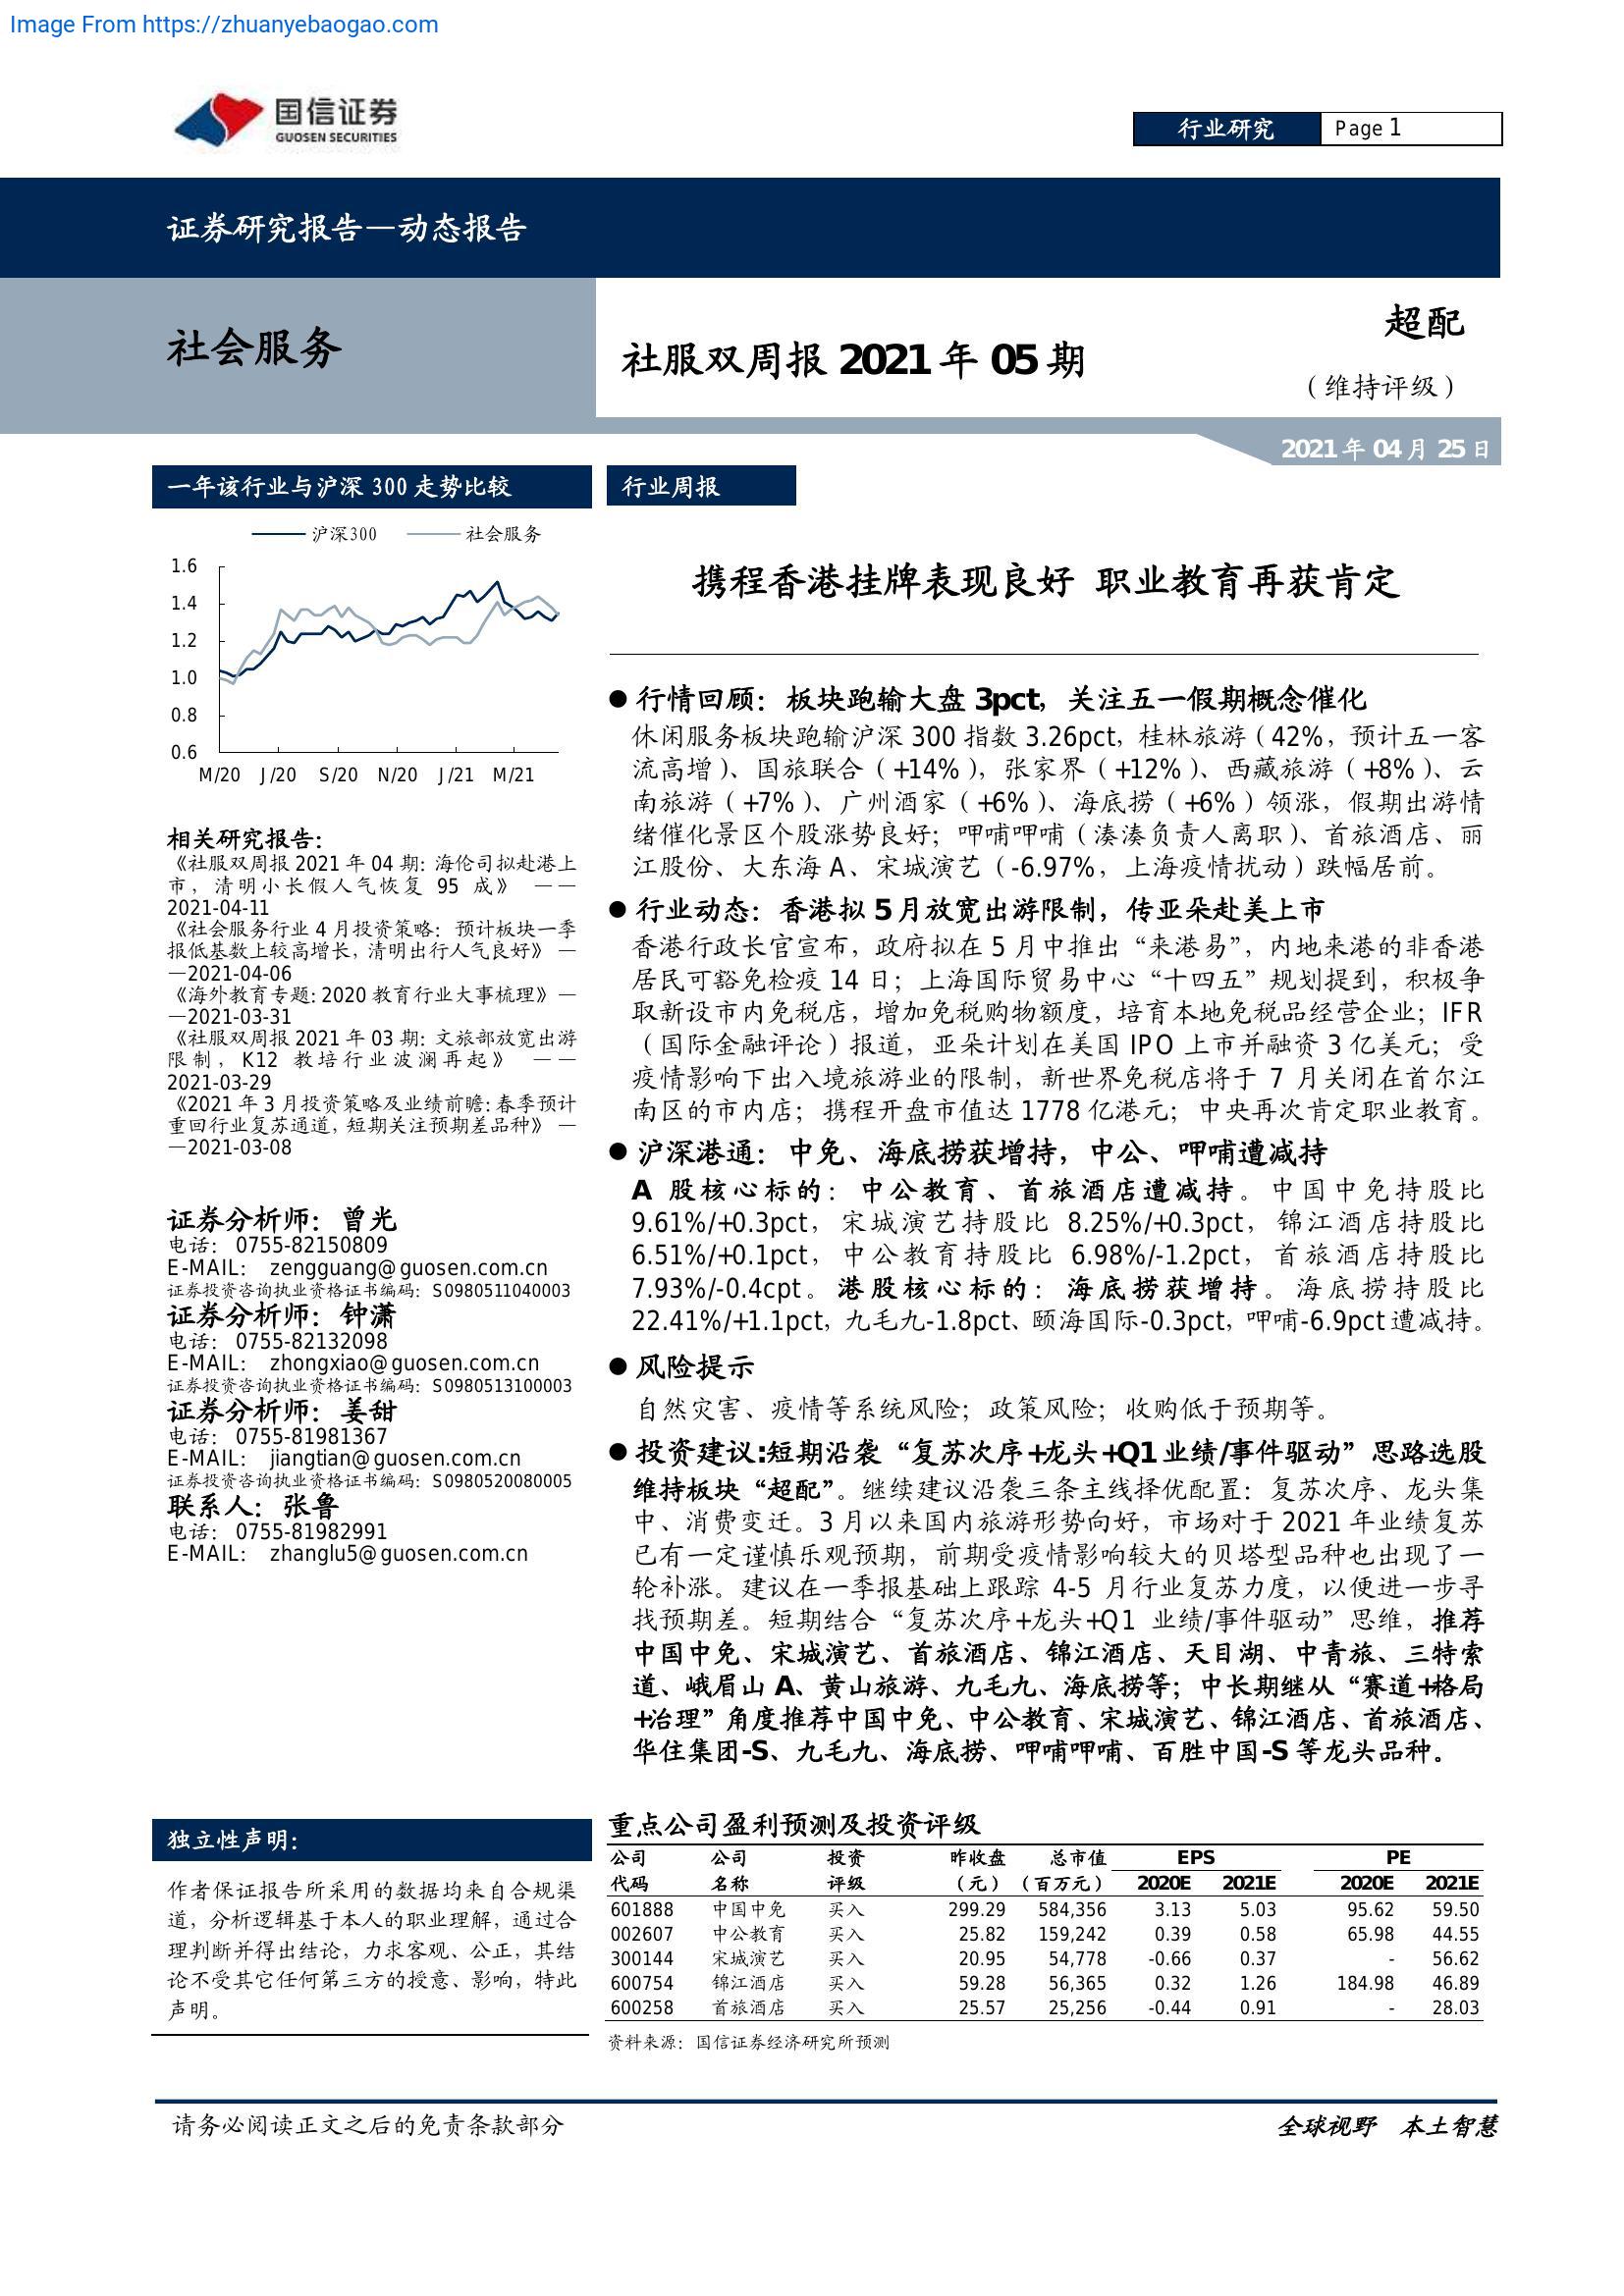 Image From https://zhuanyebaogao.com
国信证券
GUOSEN SECURITIES
行业研究
Page 1
证券研究报告—动态报告
社会服务
社服双周报 2021 年 05 期
超配
（维持评级）
2021 年 04 月 25 日
一年该行业与沪深 300 走势比较
沪深300 社会服务
1.6
1.4
1.2
1.0
0.8
0.6
M/20 J/20 S/20 N/20 J/21 M/21
相关研究报告：
《社服双周报 2021 年 04 期：海伦司拟赴港上
市，清明小长假人气恢复 95 成》 ——
2021-04-11
《社会服务行业 4 月投资策略：预计板块一季
报低基数上较高增长，清明出行人气良好》 —
—2021-04-06
《海外教育专题：2020 教育行业大事梳理》—
—2021-03-31
《社服双周报 2021 年 03 期：文旅部放宽出游
限制，K12 教培行业波澜再起》 ——
2021-03-29
《2021 年 3 月投资策略及业绩前瞻：春季预计
重回行业复苏通道，短期关注预期差品种》 —
—2021-03-08
证券分析师：曾光
电话： 0755-82150809
E-MAIL： zengguang@guosen.com.cn
证券投资咨询执业资格证书编码：S0980511040003
证券分析师：钟潇
电话： 0755-82132098
E-MAIL： zhongxiao@guosen.com.cn
证券投资咨询执业资格证书编码：S0980513100003
证券分析师：姜甜
电话： 0755-81981367
E-MAIL： jiangtian@guosen.com.cn
证券投资咨询执业资格证书编码：S0980520080005
联系人：张鲁
电话： 0755-81982991
E-MAIL： zhanglu5@guosen.com.cn
独立性声明：
作者保证报告所采用的数据均来自合规渠
道，分析逻辑基于本人的职业理解，通过合
理判断并得出结论，力求客观、公正，其结
论不受其它任何第三方的授意、影响，特此
声明。
行业周报
携程香港挂牌表现良好 职业教育再获肯定
● 行情回顾：板块跑输大盘 3pct，关注五一假期概念催化
休闲服务板块跑输沪深 300 指数 3.26pct，桂林旅游（42%，预计五一客
流高增）、国旅联合（+14%），张家界（+12%）、西藏旅游（+8%）、云
南旅游（+7%）、广州酒家（+6%）、海底捞（+6%）领涨，假期出游情
绪催化景区个股涨势良好；呷哺呷哺（湊湊负责人离职）、首旅酒店、丽
江股份、大东海 A、宋城演艺（-6.97%，上海疫情扰动）跌幅居前。
● 行业动态：香港拟 5 月放宽出游限制，传亚朵赴美上市
香港行政长官宣布，政府拟在 5 月中推出“来港易”，内地来港的非香港
居民可豁免检疫 14 日；上海国际贸易中心“十四五”规划提到，积极争
取新设市内免税店，增加免税购物额度，培育本地免税品经营企业；IFR
（国际金融评论）报道，亚朵计划在美国 IPO 上市并融资 3 亿美元；受
疫情影响下出入境旅游业的限制，新世界免税店将于 7 月关闭在首尔江
南区的市内店；携程开盘市值达 1778 亿港元；中央再次肯定职业教育。
● 沪深港通：中免、海底捞获增持，中公、呷哺遭减持
A 股核心标的：中公教育、首旅酒店遭减持。中国中免持股比
9.61%/+0.3pct，宋城演艺持股比 8.25%/+0.3pct，锦江酒店持股比
6.51%/+0.1pct，中公教育持股比 6.98%/-1.2pct，首旅酒店持股比
7.93%/-0.4cpt。港股核心标的：海底捞获增持。海底捞持股比
22.41%/+1.1pct，九毛九-1.8pct、颐海国际-0.3pct，呷哺-6.9pct 遭减持。
● 风险提示
自然灾害、疫情等系统风险；政策风险；收购低于预期等。
● 投资建议:短期沿袭“复苏次序+龙头+Q1 业绩/事件驱动”思路选股
维持板块“超配”。继续建议沿袭三条主线择优配置：复苏次序、龙头集
中、消费变迁。3 月以来国内旅游形势向好，市场对于 2021 年业绩复苏
已有一定谨慎乐观预期，前期受疫情影响较大的贝塔型品种也出现了一
轮补涨。建议在一季报基础上跟踪 4-5 月行业复苏力度，以便进一步寻
找预期差。短期结合“复苏次序+龙头+Q1 业绩/事件驱动”思维，推荐
中国中免、宋城演艺、首旅酒店、锦江酒店、天目湖、中青旅、三特索
道、峨眉山 A、黄山旅游、九毛九、海底捞等；中长期继从“赛道+格局
+治理”角度推荐中国中免、中公教育、宋城演艺、锦江酒店、首旅酒店、
华住集团-S、九毛九、海底捞、呷哺呷哺、百胜中国-S 等龙头品种。
重点公司盈利预测及投资评级
公司 公司 投资 昨收盘 总市值 EPS PE
代码 名称 评级 （元） （百万元） 2020E 2021E 2020E 2021E
601888 中国中免 买入 299.29 584,356 3.13 5.03 95.62 59.50
002607 中公教育 买入 25.82 159,242 0.39 0.58 65.98 44.55
300144 宋城演艺 买入 20.95 54,778 -0.66 0.37 - 56.62
600754 锦江酒店 买入 59.28 56,365 0.32 1.26 184.98 46.89
600258 首旅酒店 买入 25.57 25,256 -0.44 0.91 - 28.03
资料来源：国信证券经济研究所预测
请务必阅读正文之后的免责条款部分
全球视野 本土智慧